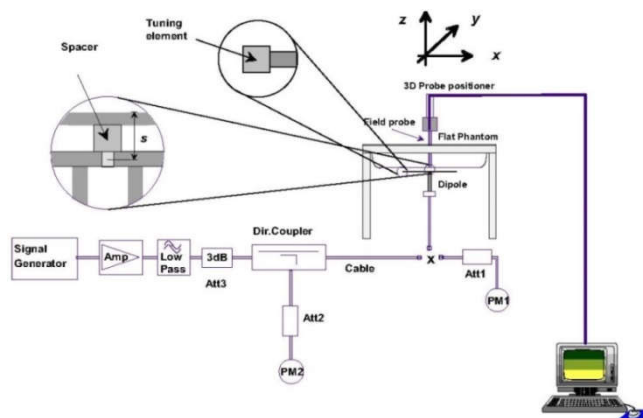 Tuning
element
Spacer
s
z
y
x
3D Probe positioner
Field probe
Flat Phantom
Dipole
Signal
Generator
Amp
Low
Pass
3dB
Att3
Dir.Coupler
Cable
x
Att1
PM1
Att2
PM2